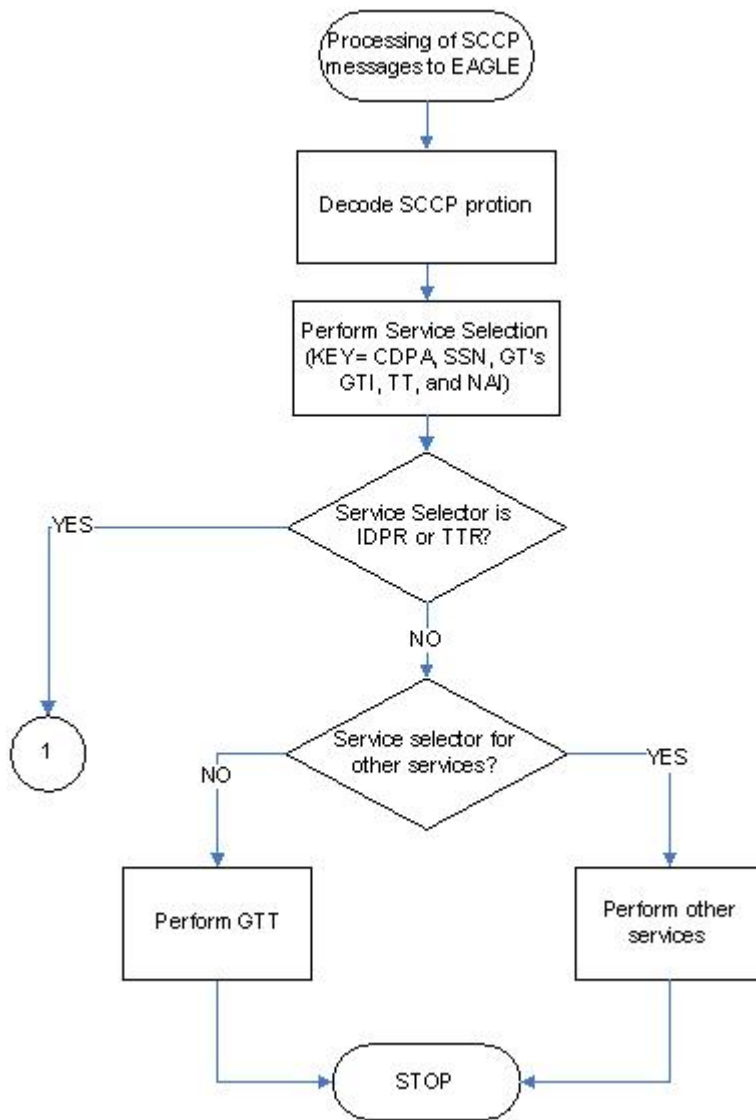 Processing of SCCP
messages to EAGLE
Decode SCCP protion
Perform Service Selection
(KEY= CDPA, SSN, GT's
GTI, TT, and NAI)
Service Selector is
IDPR or TTR?
YES
NO
1
Service selector for
other services?
NO
YES
Perform GTT
Perform other
services
STOP